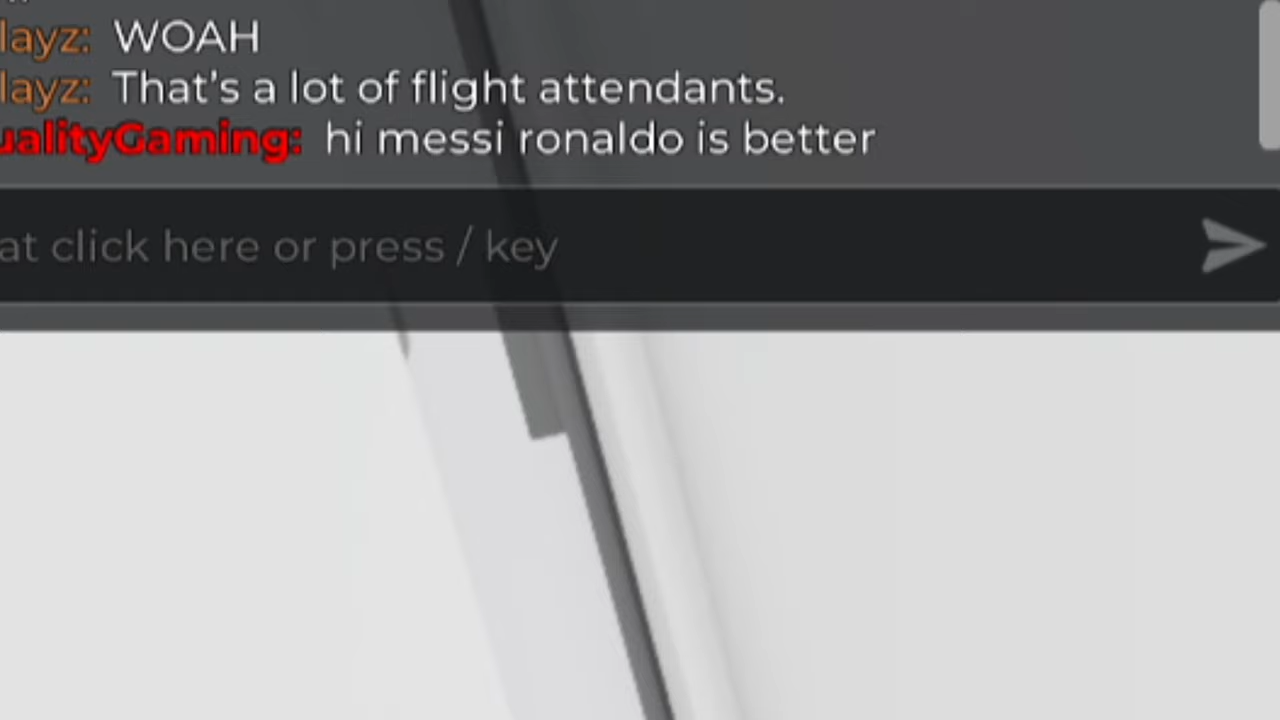 layz: WOAH
layz: That's a lot of flight attendants.
ualityGaming: hi messi ronaldo is better
at click here or press / key